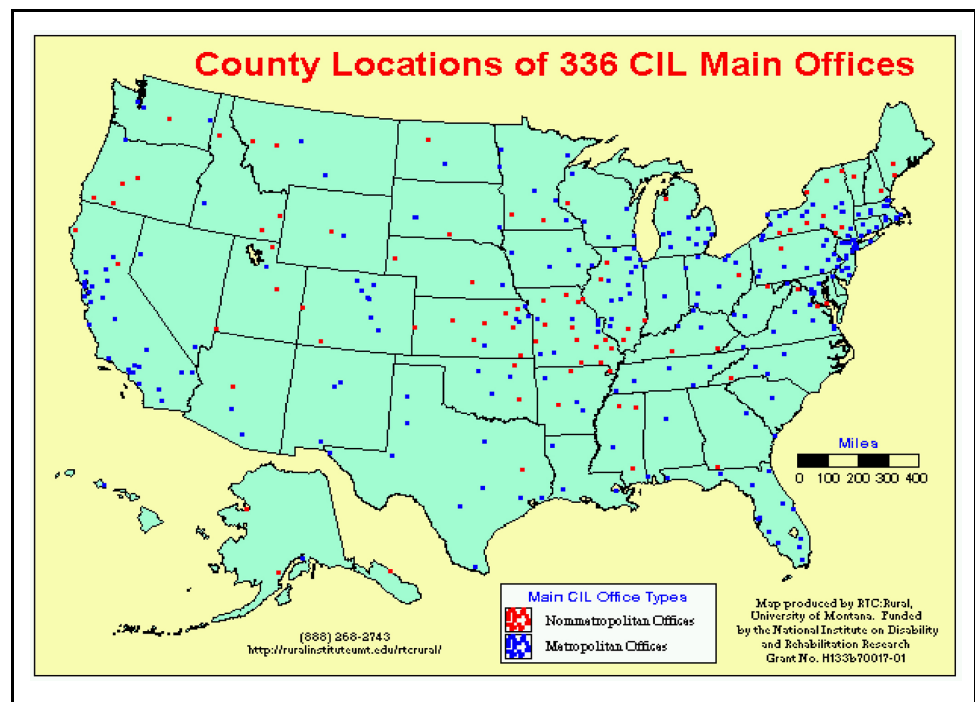 County Locations of 336 CIL Main Offices
Miles
0 100 200 300 400
Main CIL Office Types
Nonmetropolitan Offices
Metropolitan Offices
(888) 268-2743
http://ruralinstituteumt.edu/rtcrural/
Map produced by RTC:Rural,
University of Montana. Funded
by the National Institute on Disability
and Rehabilitation Research
Grant No. H133b70017-01